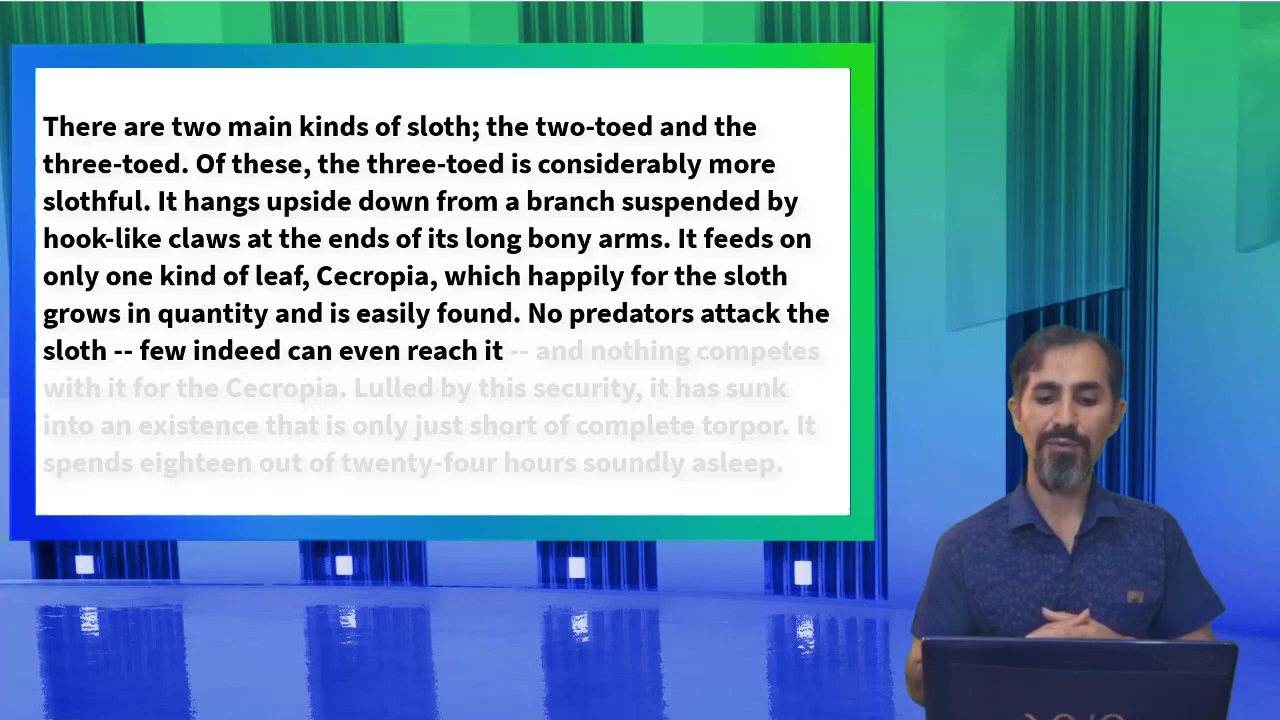 There are two main kinds of sloth; the two-toed and the
three-toed. Of these, the three-toed is considerably more
slothful. It hangs upside down from a branch suspended by
hook-like claws at the ends of its long bony arms. It feeds on
only one kind of leaf, Cecropia, which happily for the sloth
grows in quantity and is easily found. No predators attack the
sloth -- few indeed can even reach it -- and nothing competes
with it for the Cecropia. Lulled by this security, it has sunk
into an existence that is only just short of complete torpor. It
spends eighteen out of twenty-four hours soundly asleep.